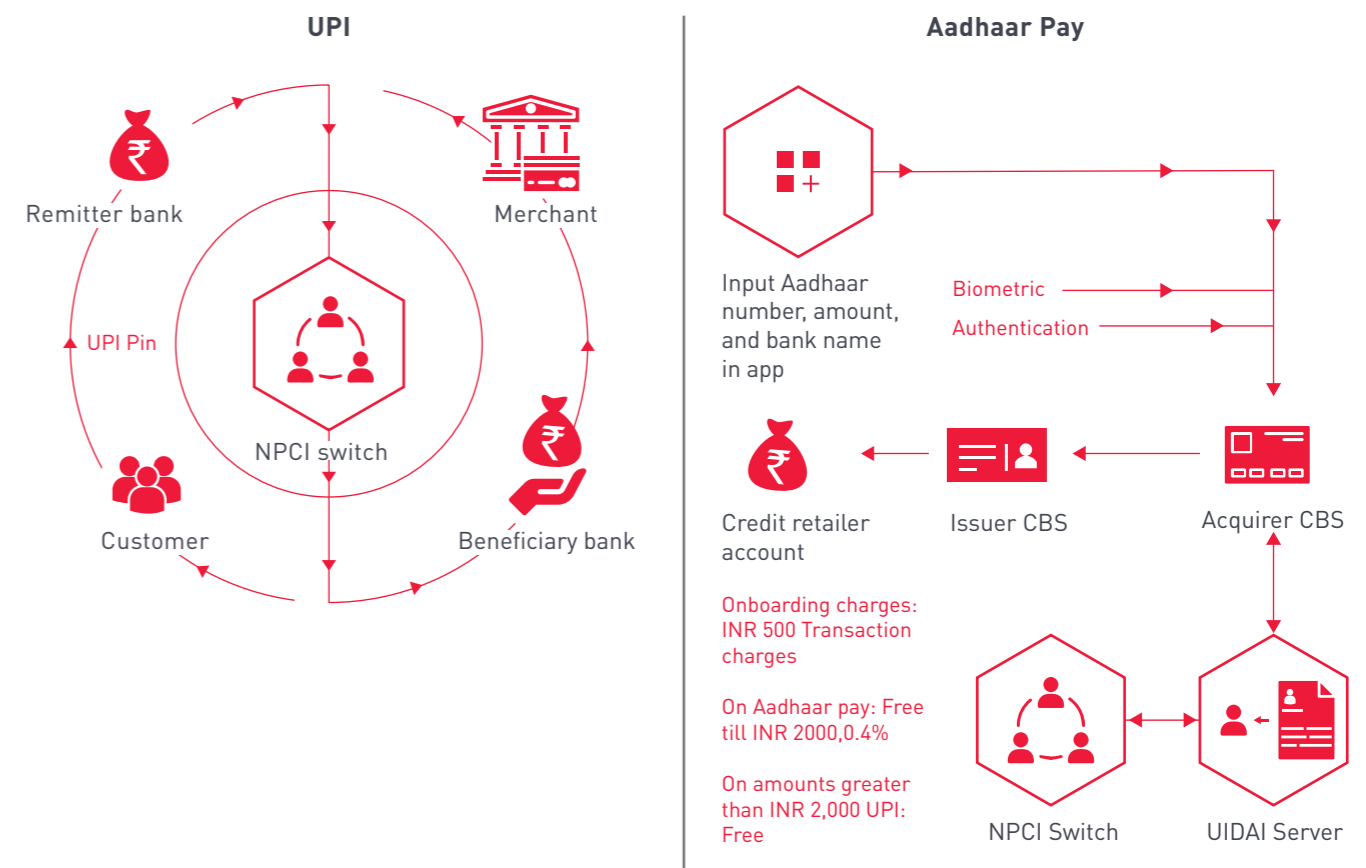 UPI
Remitter bank
Merchant
UPI Pin
NPCI switch
Customer
Beneficiary bank
Aadhaar Pay
Input Aadhaar
number, amount,
and bank name
in app
Biometric
Authentication
Credit retailer
account
Issuer CBS
Acquirer CBS
Onboarding charges:
INR 500 Transaction
charges
On Aadhaar pay: Free
till INR 2000,0.4%
On amounts greater
than INR 2,000 UPI:
Free
NPCI Switch
UIDAI Server